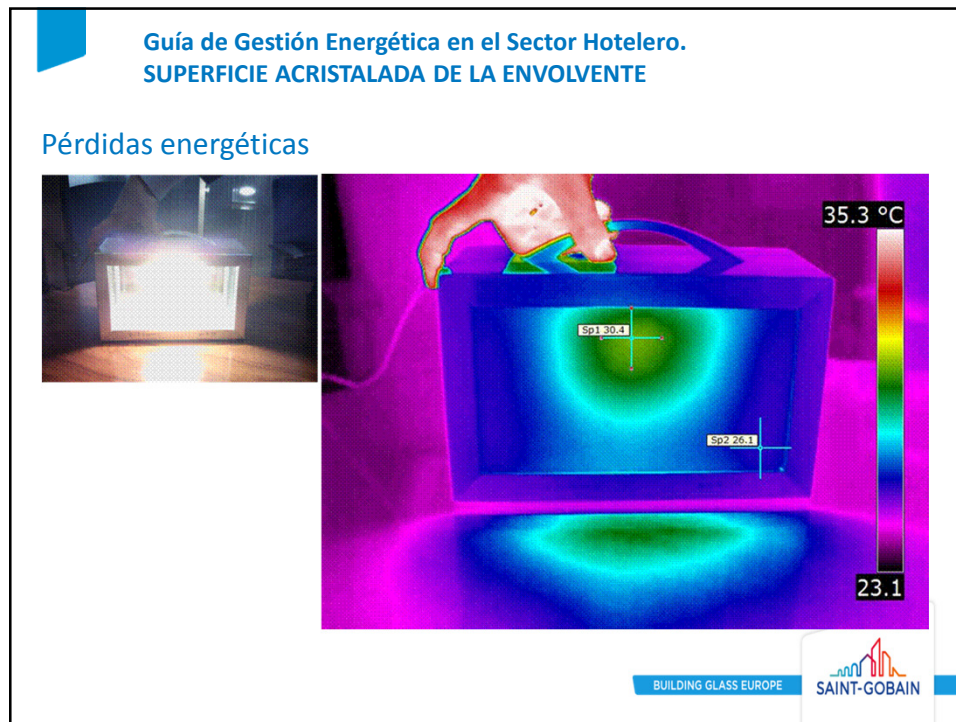 Guía de Gestión Energética en el Sector Hotelero.
SUPERFICIE ACRISTALADA DE LA ENVOLVENTE
Pérdidas energéticas
35.3 °C
Sp1 30.4
Sp2 26.1
23.1
BUILDING GLASS EUROPE
SAINT-GOBAIN